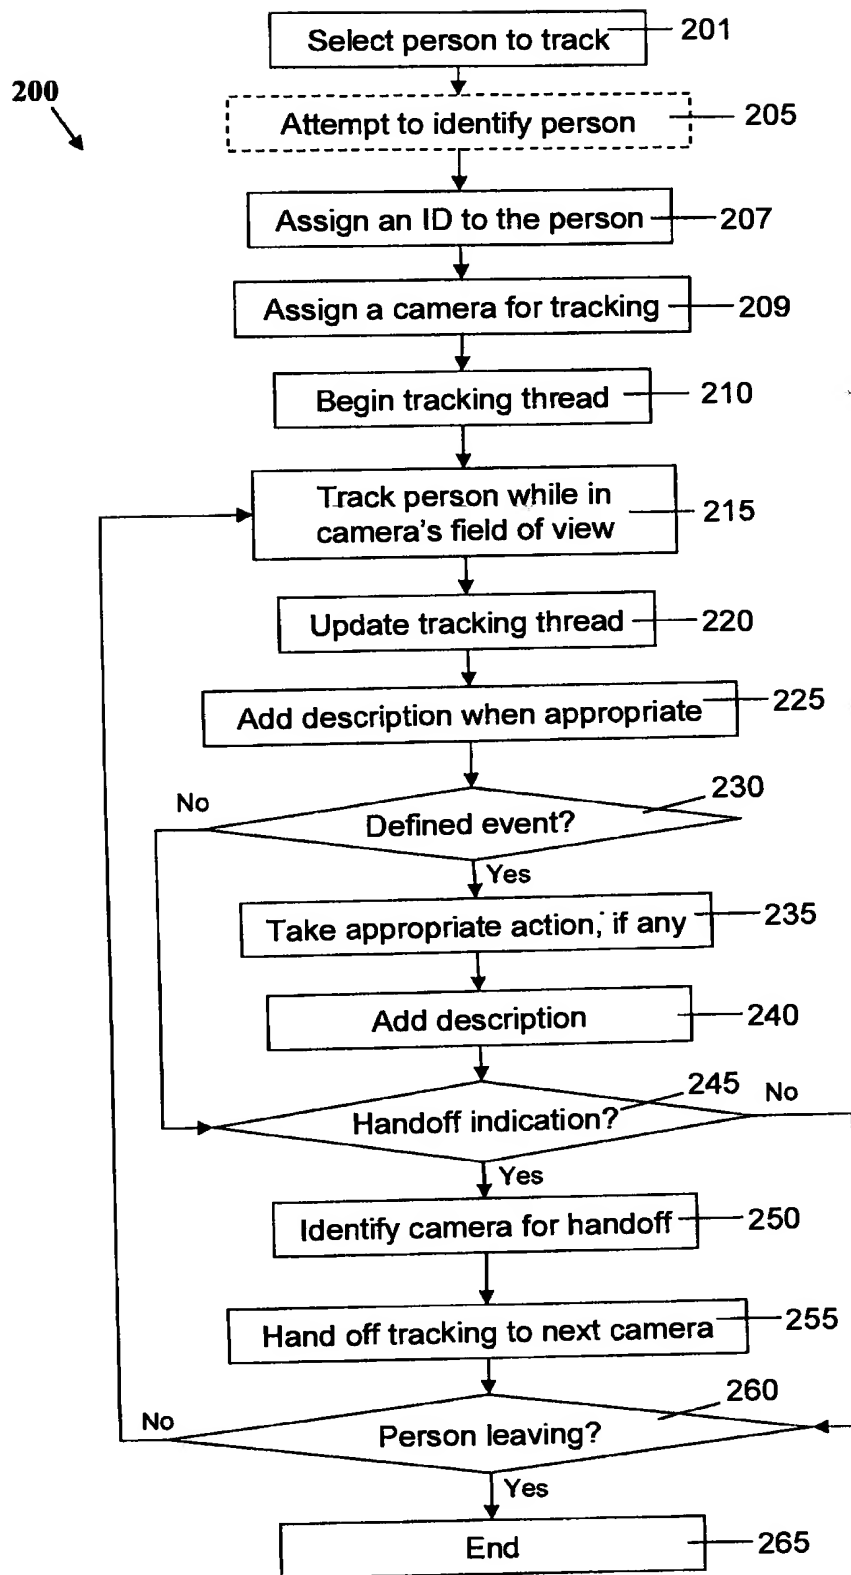 Select person to track 201
200
Attempt to identify person 205
Assign an ID to the person 207
Assign a camera for tracking 209
Begin tracking thread 210
Track person while in
camera's field of view 215
Update tracking thread 220
Add description when appropriate 225
No
Defined event? 230
Yes
Take appropriate action, if any 235
Add description 240
Handoff indication? 245 No
Yes
Identify camera for handoff 250
Hand off tracking to next camera 255
No
Person leaving? 260
Yes
End 265